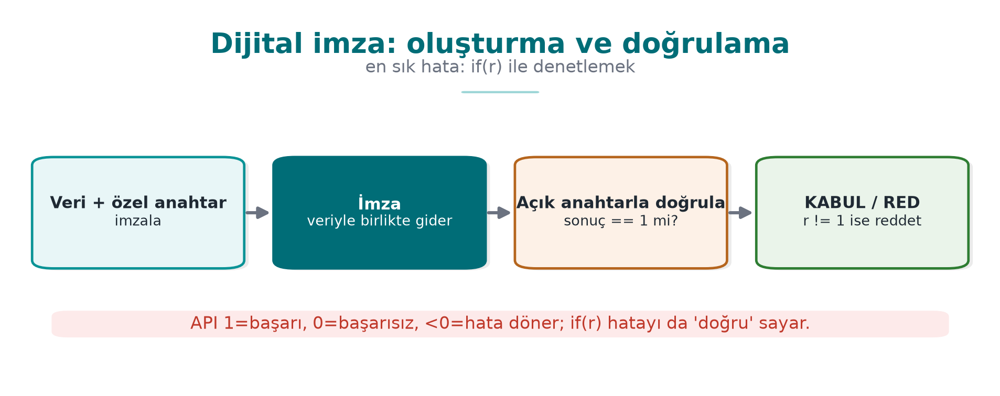 Dijital imza: oluşturma ve doğrulama
en sık hata: if(r) ile denetlemek
Veri + özel anahtar
imzala
İmza
veriyle birlikte gider
Açık anahtarla doğrula
sonuç == 1 mi?
KABUL / RED
r != 1 ise reddet
API 1=başarı, 0=başarısız, <0=hata döner; if(r) hatayı da 'doğru' sayar.